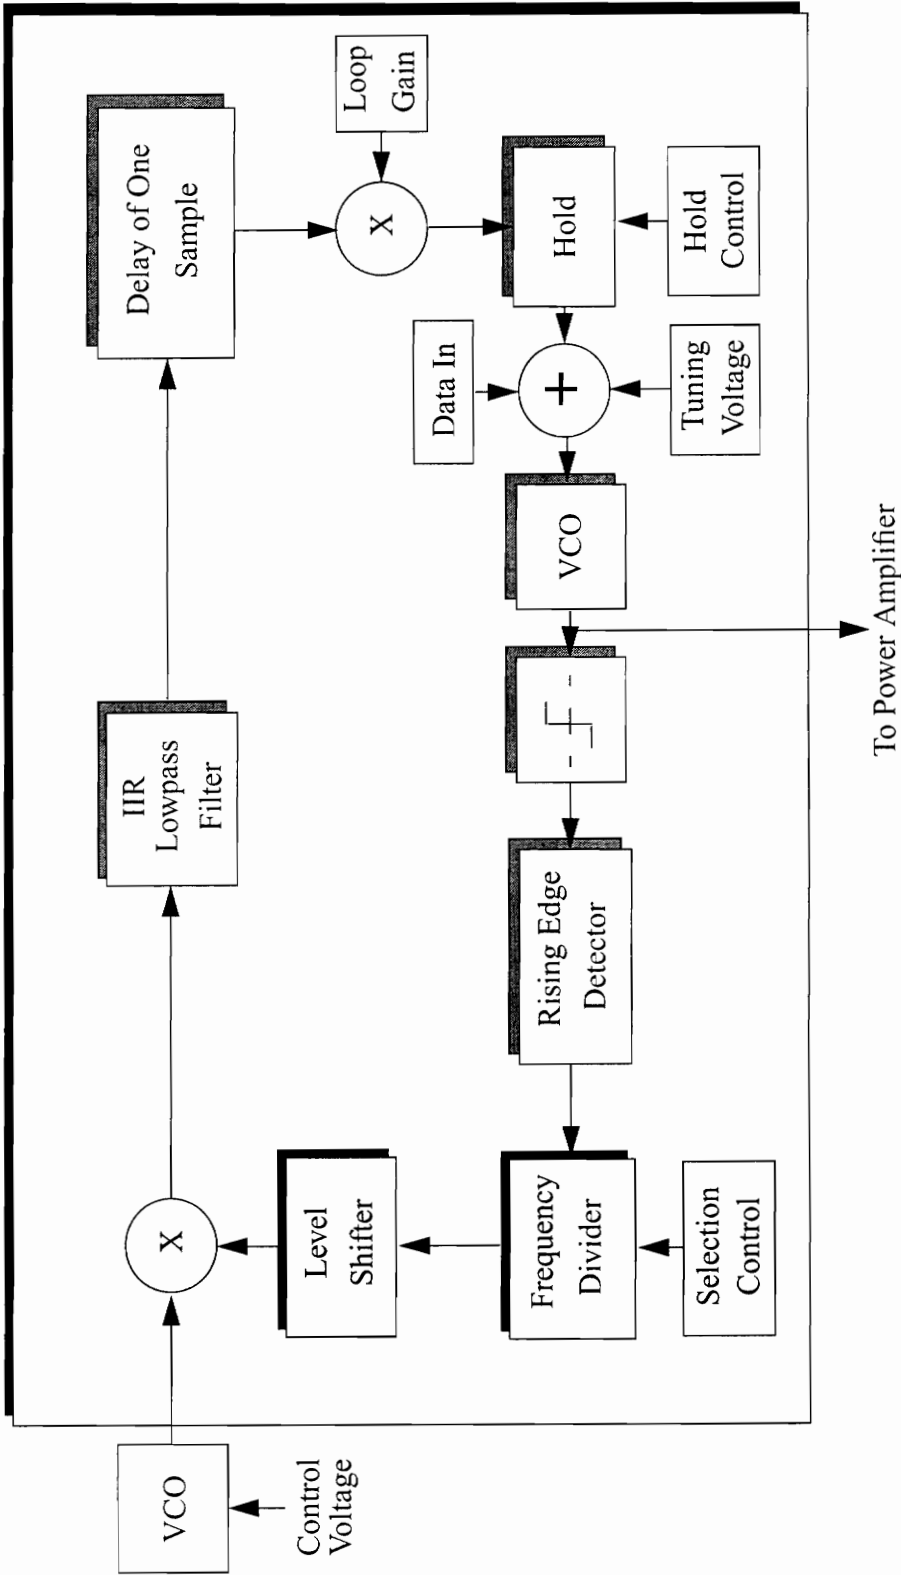 VCO
Control
Voltage
X
IIR
Lowpass
Filter
Delay of One
Sample
Loop
Gain
X
Hold
Hold
Control
Data In
+
Tuning
Voltage
VCO
To Power Amplifier
Rising Edge
Detector
Frequency
Divider
Selection
Control
Level
Shifter